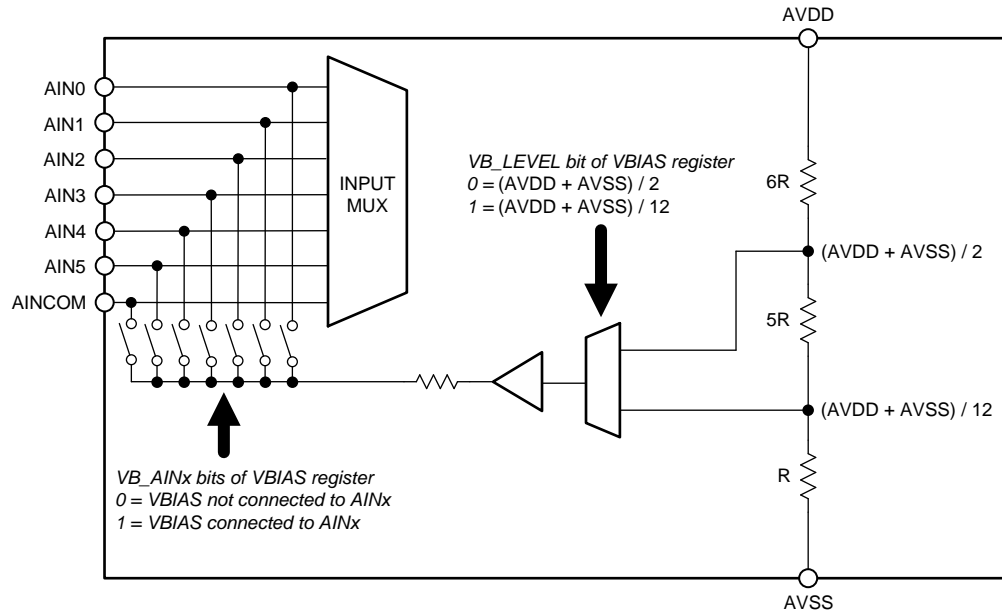 AVDD
AIN0
AIN1
AIN2
AIN3
AIN4
AIN5
AINCOM
INPUT
MUX
VB_LEVEL bit of VBIAS register
0 = (AVDD + AVSS) / 2
1 = (AVDD + AVSS) / 12
6R
(AVDD + AVSS) / 2
5R
(AVDD + AVSS) / 12
R
VB_AINx bits of VBIAS register
0 = VBIAS not connected to AINx
1 = VBIAS connected to AINx
AVSS